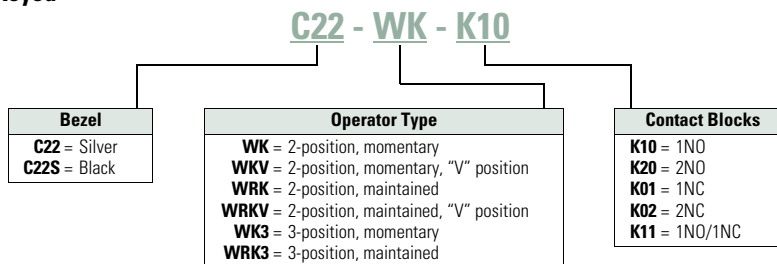 C22 - WK - K10
Bezel
C22 = Silver
C22S = Black
Operator Type
WK = 2-position, momentary
WKV = 2-position, momentary, “V” position
WRK = 2-position, maintained
WRKV = 2-position, maintained, “V” position
WK3 = 3-position, momentary
WRK3 = 3-position, maintained
Contact Blocks
K10 = 1NO
K20 = 2NO
K01 = 1NC
K02 = 2NC
K11 = 1NO/1NC